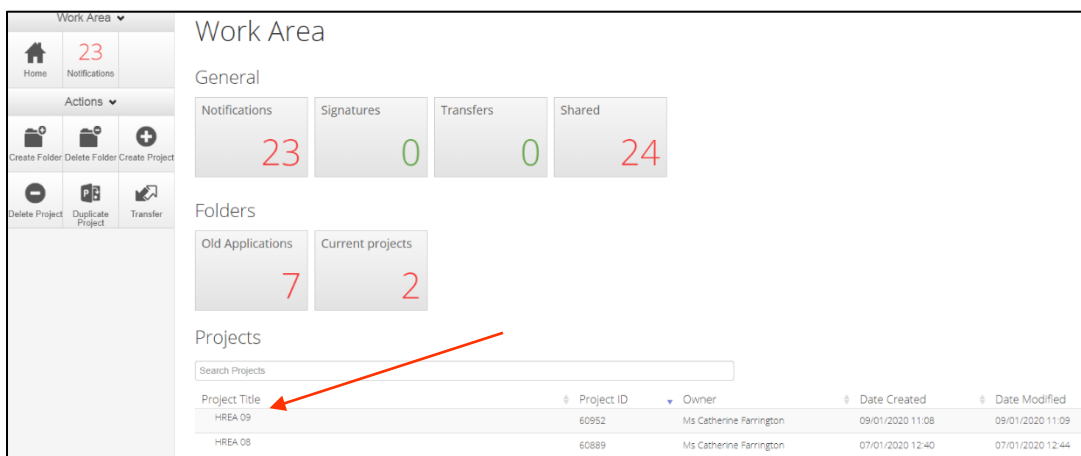 Work Area
23
Home Notifications
Actions
Create Folder Delete Folder Create Project
Delete Project Duplicate Project Transfer
Work Area
General
Notifications Signatures Transfers Shared
23 0 0 24
Folders
Old Applications Current projects
7 2
Projects
Search Projects
Project Title Project ID Owner Date Created Date Modified
HREA 09 60952 Ms Catherine Farrington 09/01/2020 11:08 09/01/2020 11:09
HREA 08 60889 Ms Catherine Farrington 07/01/2020 12:40 07/01/2020 12:44